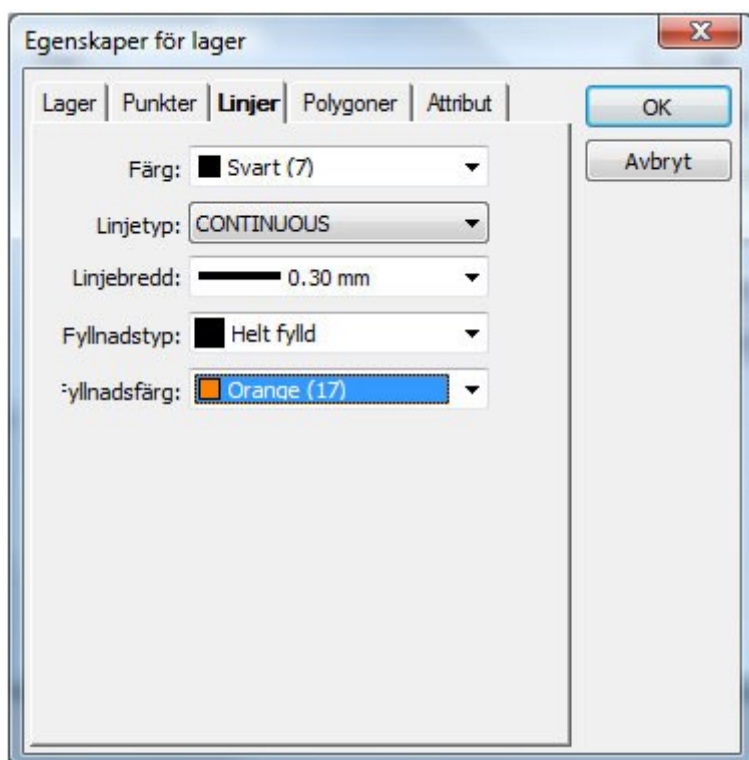 Egenskaper för lager
Lager Punkter Linjer Polygoner Attribut
OK
Avbryt
Färg: Svart (7)
Linjetyp: CONTINUOUS
Linjebredd: 0.30 mm
Fyllnadstyp: Helt fylld
Fyllnadsfärg: Orange (17)